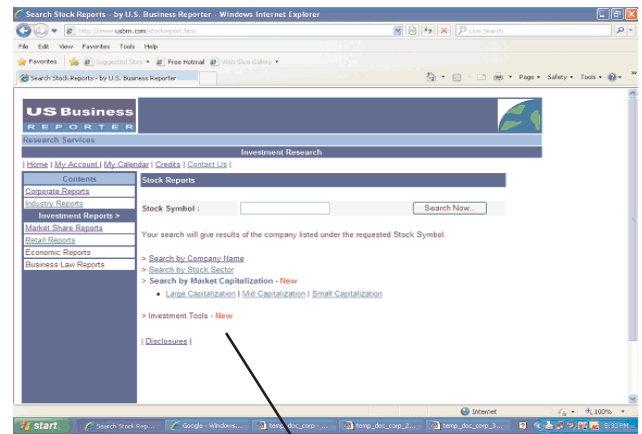 Search Stock Reports - by U.S. Business Reporter - Windows Internet Explorer
http://www.usbrn.com/stockreport.htm
Live Search
File Edit View Favorites Tools Help
Favorites Suggested Sites Free Hotmail Web Slice Gallery
Search Stock Reports - by U.S. Business Reporter
Page Safety Tools
US Business
REPORTER
Research Services
Investment Research
| Home | My Account | My Calendar | Credits | Contact Us |
Contents
Stock Reports
Corporate Reports
Industry Reports
Investment Reports >
Market Share Reports
Retail Reports
Economic Reports
Business Law Reports
Stock Symbol :
Search Now...
Your search will give results of the company listed under the requested Stock Symbol.
> Search by Company Name
> Search by Stock Sector
> Search by Market Capitalization - New
• Large Capitalization | Mid Capitalization | Small Capitalization
> Investment Tools - New
| Disclosures |
Internet 100%
start Search Stock Rep... Google - Windows... temp_doc_corp - ... temp_doc_corp_2... temp_doc_corp_3... 5:32 PM